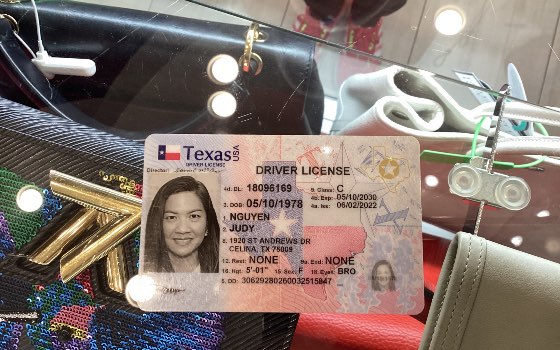 Texas USA
DRIVER LICENSE
DRIVER LICENSE
4d. DL: 18096169 9. Class: C
4b. Exp: 05/10/2030
3. DOB: 05/10/1978 4a. Iss: 06/02/2022
1. NGUYEN
2. JUDY
8. 1920 ST ANDREWS DR
CELINA, TX 75009
12. Rest: NONE 9a. End: NONE
16. Hgt: 5'-01" 15. Sex: F 18. Eyes: BRO
5. DD: 30629280260032515847